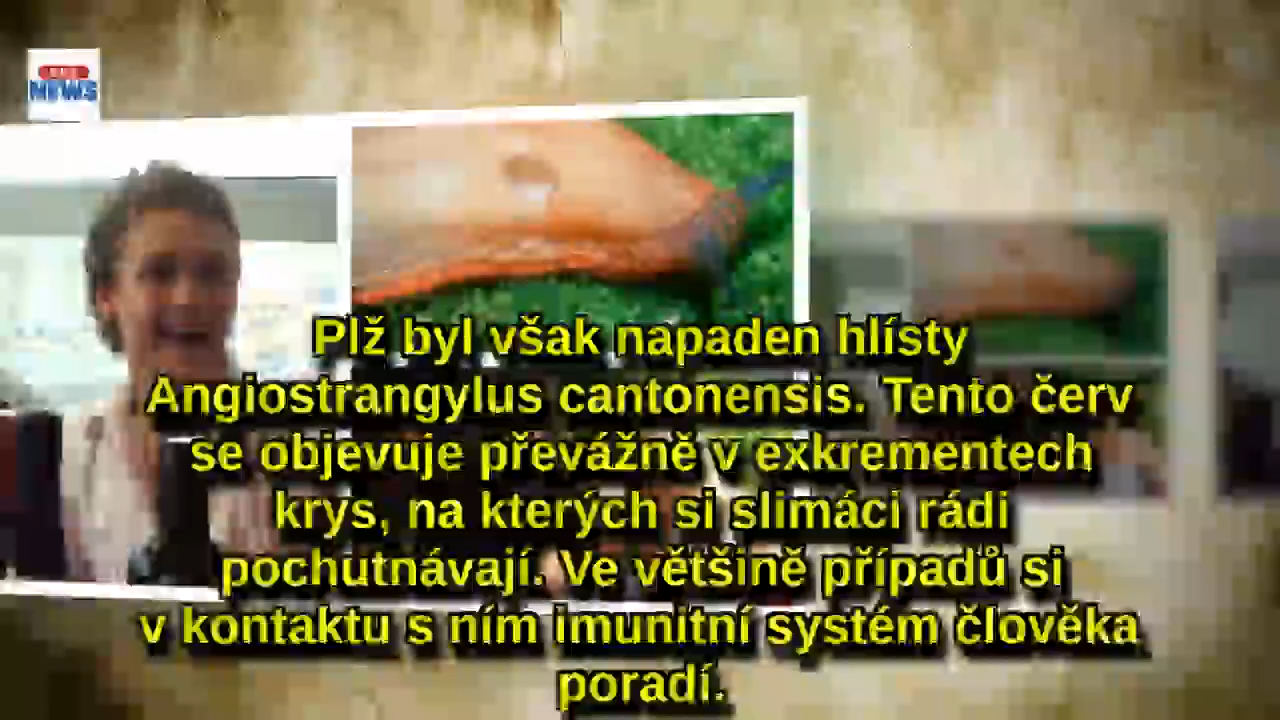 NEWS
Plž byl však napaden hlísty
Angiostrangylus cantonensis. Tento červ
se objevuje převážně v exkrementech
krys, na kterých si slimáci rádi
pochutnávají. Ve většině případů si
v kontaktu s ním imunitní systém člověka
poradí.